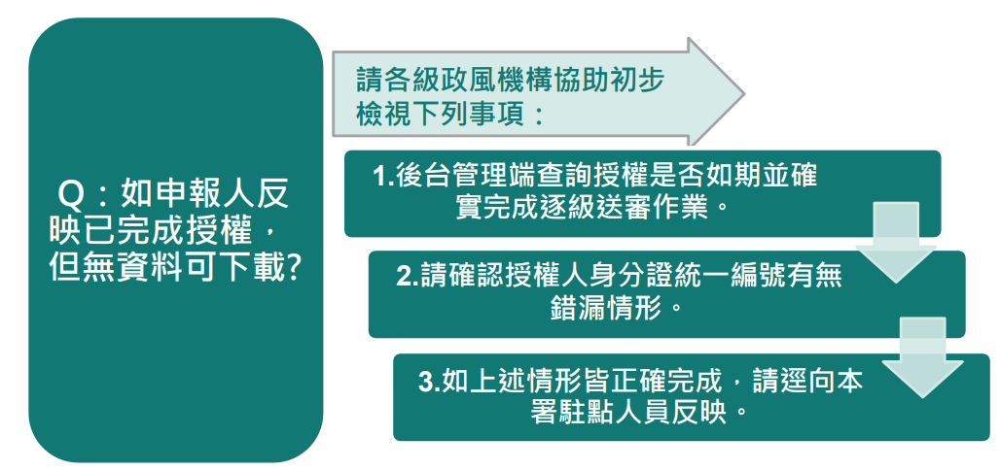 Q：如申報人反
映已完成授權，
但無資料可下載?
請各級政風機構協助初步
檢視下列事項：
1.後台管理端查詢授權是否如期並確
實完成逐級送審作業。
2.請確認授權人身分證統一編號有無
錯漏情形。
3.如上述情形皆正確完成，請逕向本
署駐點人員反映。